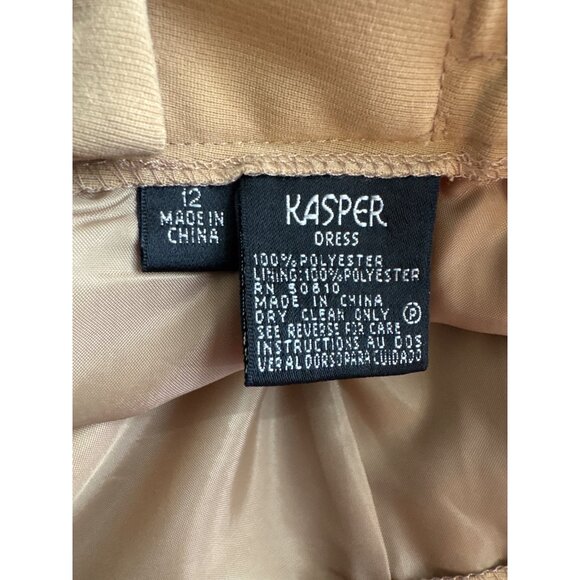 12
MADE IN
CHINA
KASPER
DRESS
100% POLYESTER
LINING:100% POLYESTER
RN 50610
MADE IN CHINA
DRY CLEAN ONLY Ⓟ
SEE REVERSE FOR CARE
INSTRUCTIONS AU DOS
VER AL DORSO PARA CUIDADO